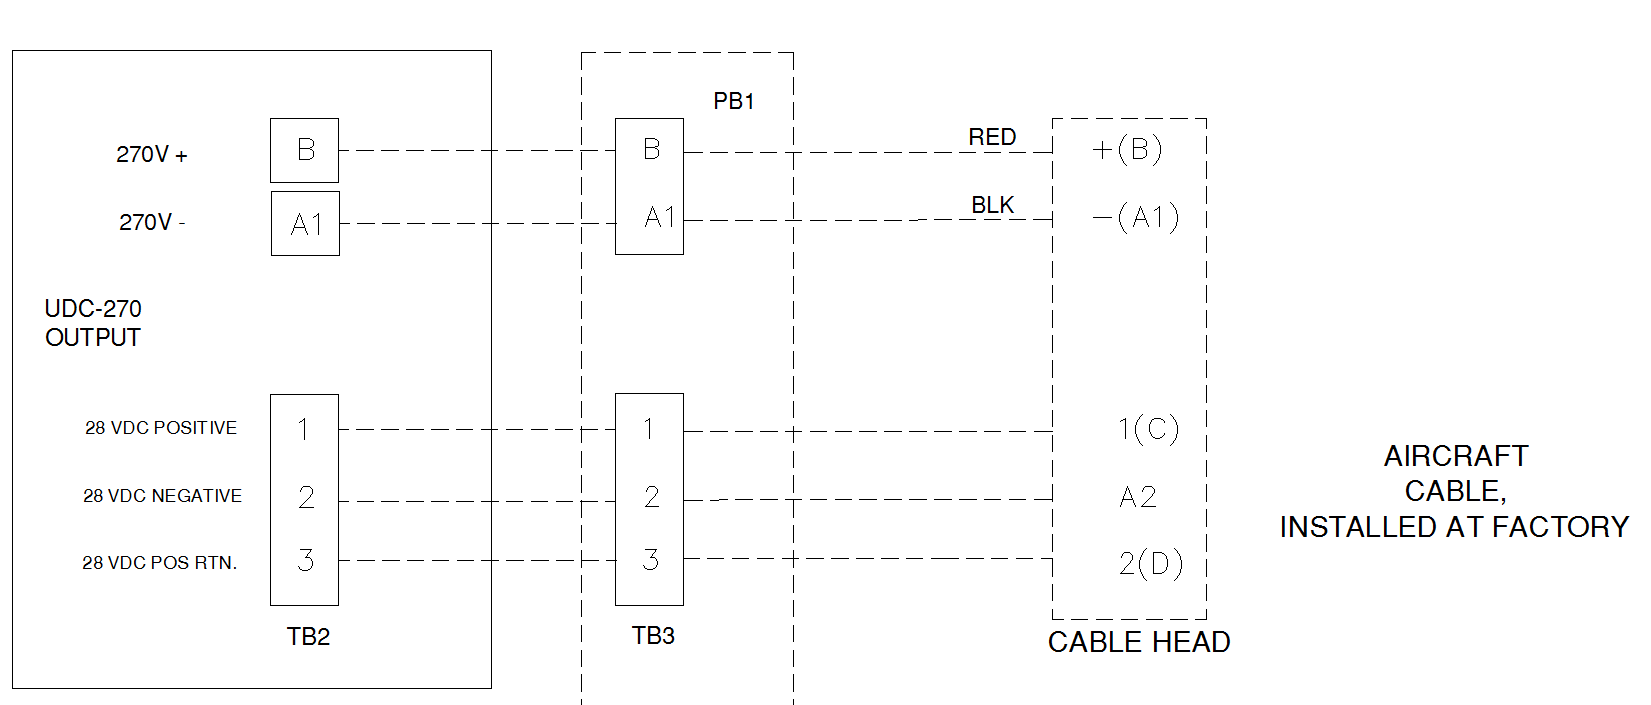 PB1
270V +
B
B
RED
+(B)
270V -
A1
A1
BLK
-(A1)
UDC-270
OUTPUT
28 VDC POSITIVE
1
1
1(C)
28 VDC NEGATIVE
2
2
A2
28 VDC POS RTN.
3
3
2(D)
TB2
TB3
CABLE HEAD
AIRCRAFT
CABLE,
INSTALLED AT FACTORY